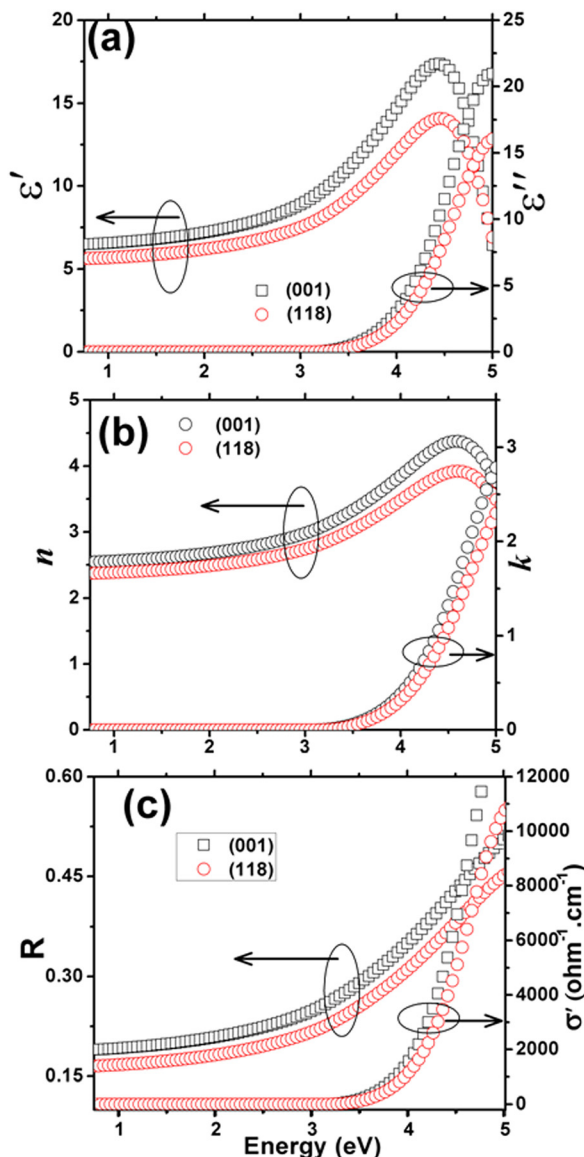 (a)
20
15
10
5
0
ε′
25
20
15
10
5
0
ε″
(001)
(118)
1 2 3 4 5
(b)
5
4
3
2
1
0
n
3
2
1
0
k
(001)
(118)
1 2 3 4 5
(c)
0.60
0.45
0.30
0.15
R
12000
10000
8000
6000
4000
2000
0
σ′ (ohm⁻¹.cm⁻¹)
(001)
(118)
1 2 3 4 5
Energy (eV)